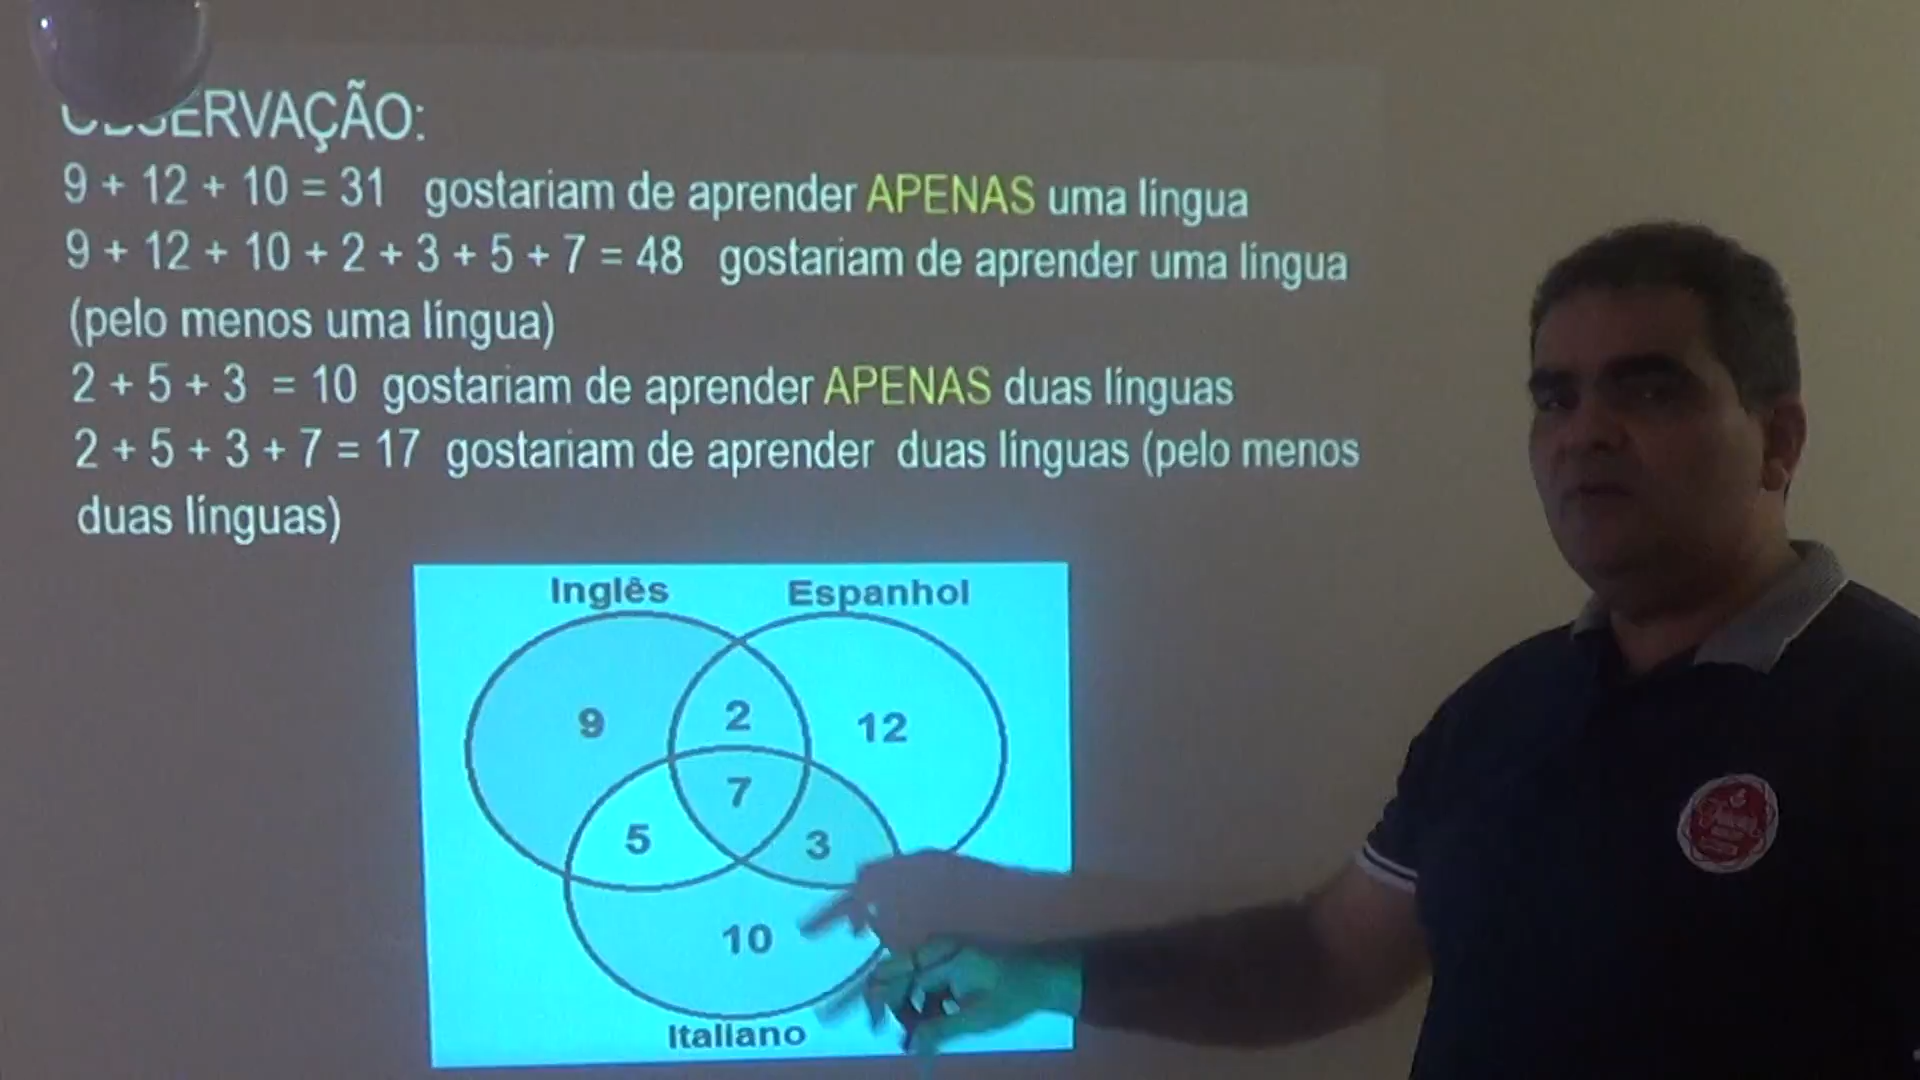 OBSERVAÇÃO:
9 + 12 + 10 = 31 gostariam de aprender APENAS uma língua
9 + 12 + 10 + 2 + 3 + 5 + 7 = 48 gostariam de aprender uma língua
(pelo menos uma língua)
2 + 5 + 3 = 10 gostariam de aprender APENAS duas línguas
2 + 5 + 3 + 7 = 17 gostariam de aprender duas línguas (pelo menos
duas línguas)
Inglês Espanhol
9 2 12
7
5 3
10
Italiano